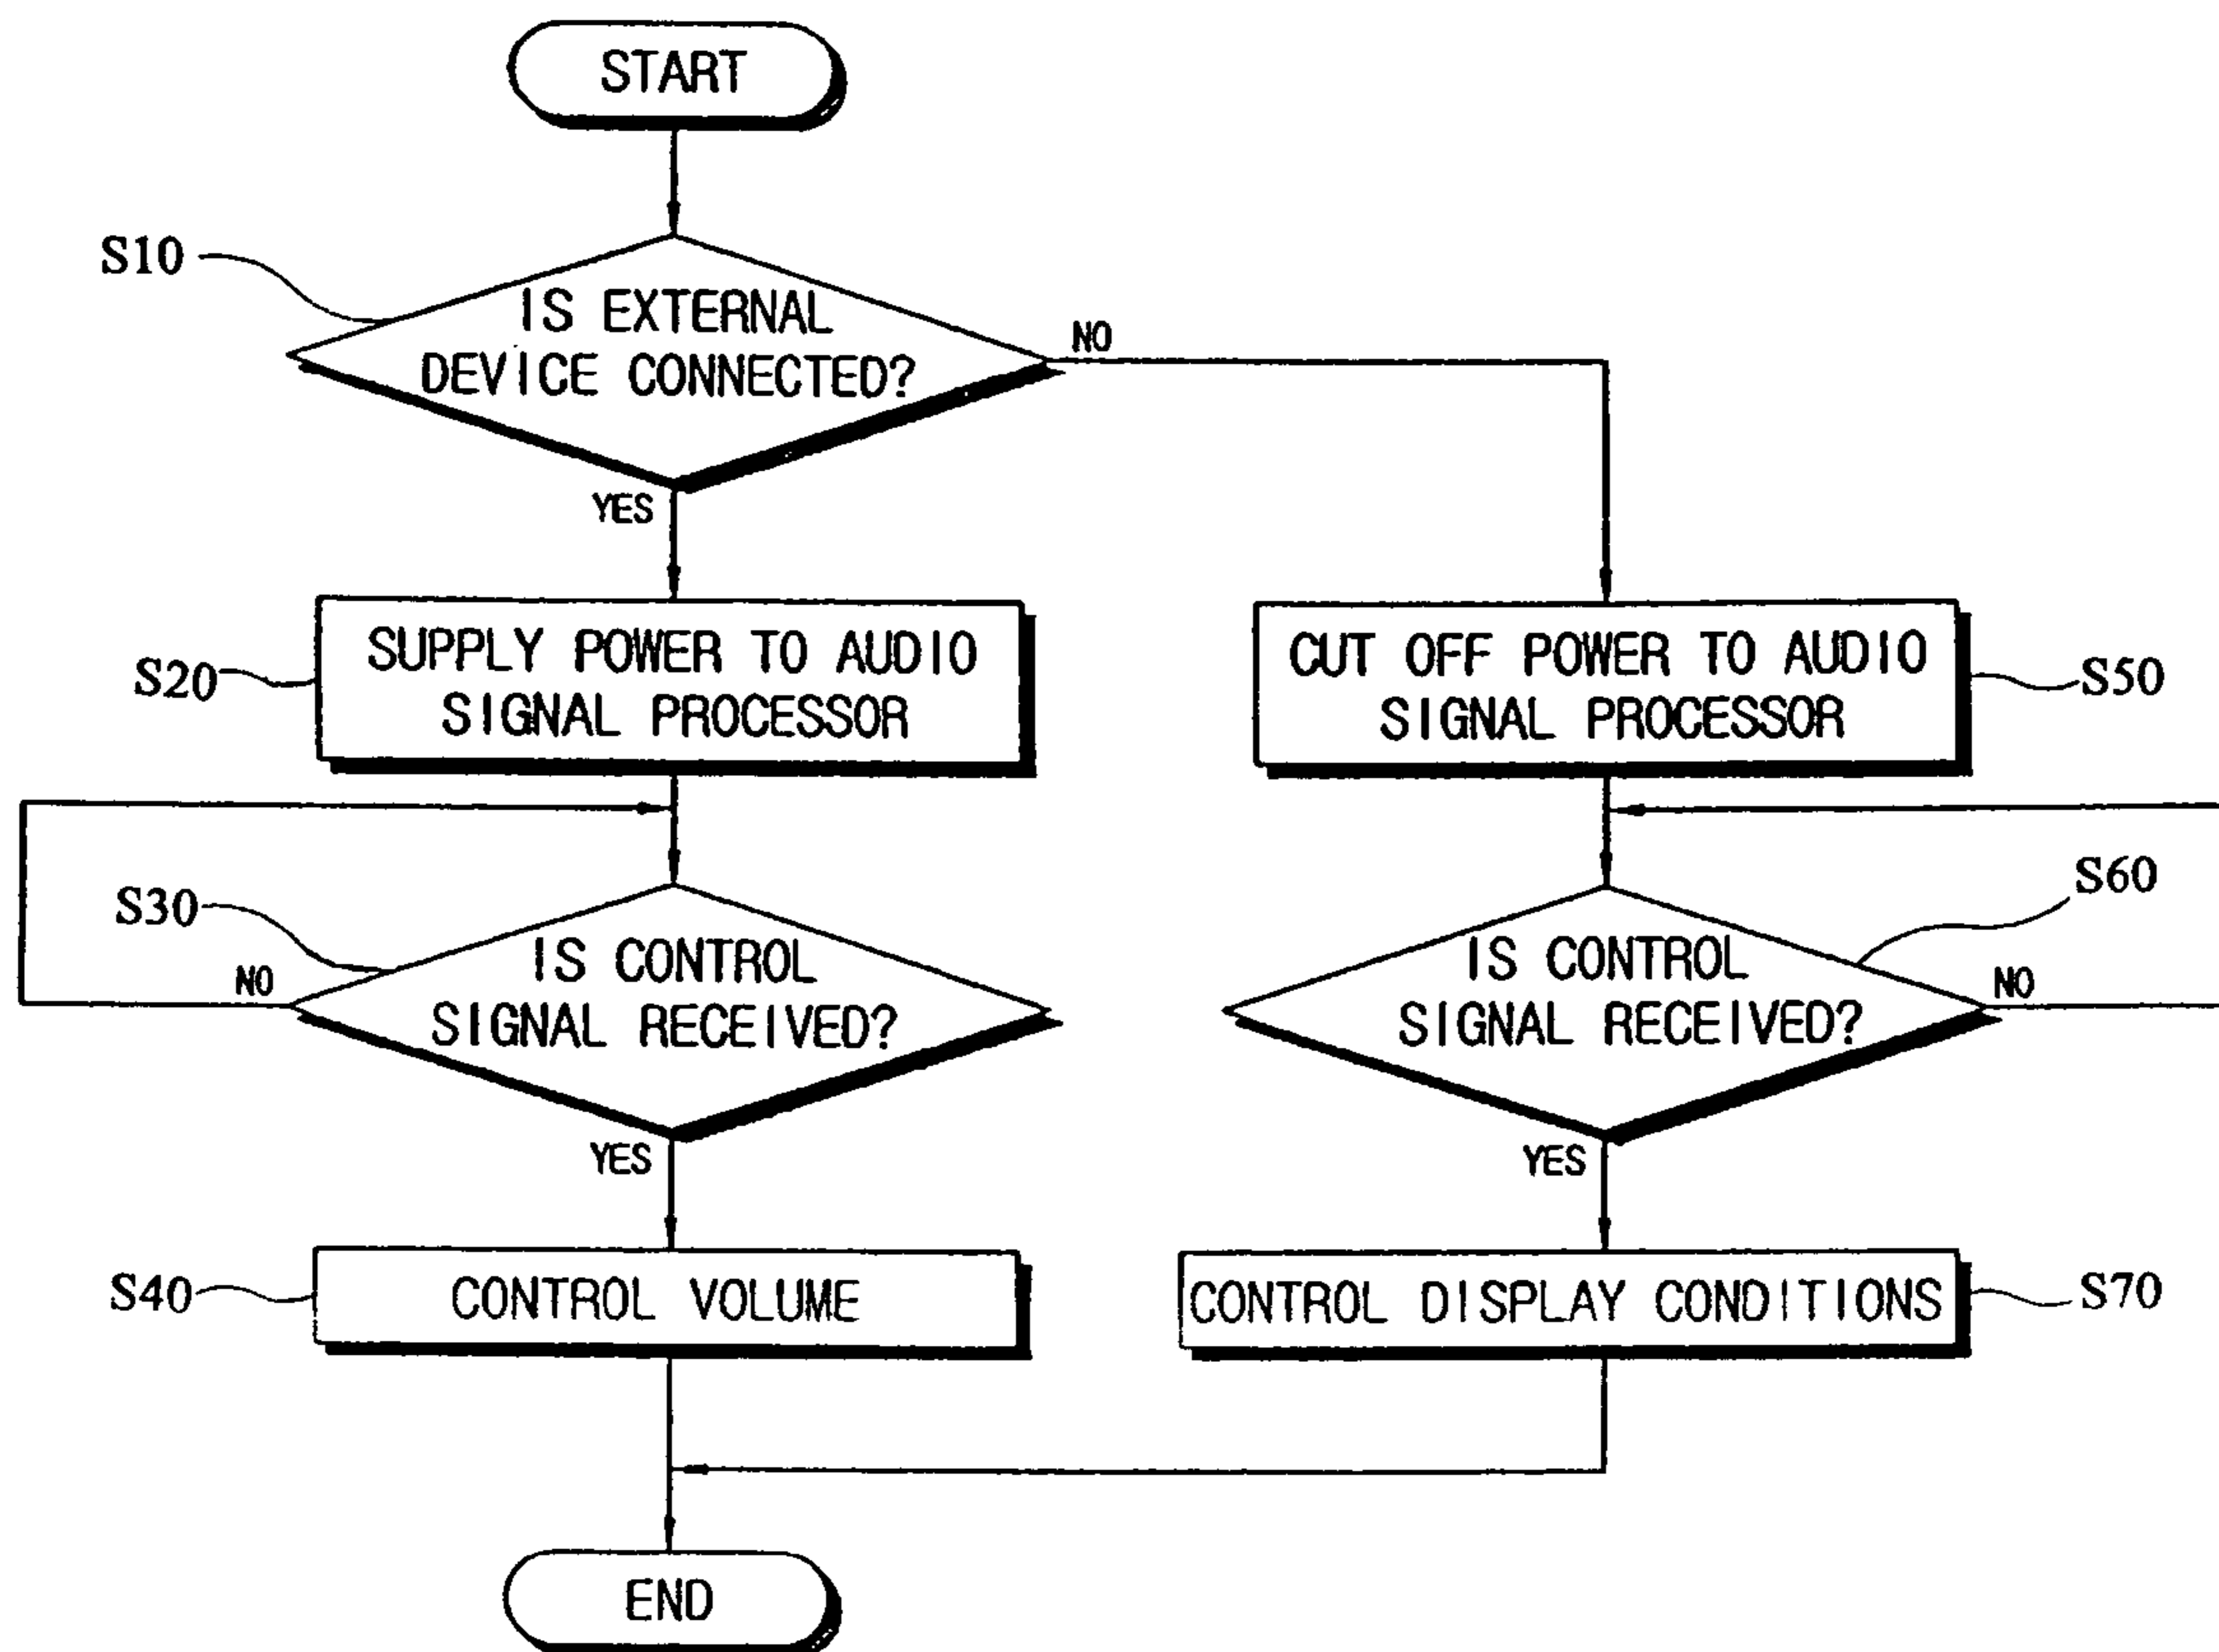 START
S10
IS EXTERNAL
DEVICE CONNECTED?
NO
YES
S20
SUPPLY POWER TO AUDIO
SIGNAL PROCESSOR
CUT OFF POWER TO AUDIO
SIGNAL PROCESSOR
S50
S30
NO
IS CONTROL
SIGNAL RECEIVED?
S60
IS CONTROL
SIGNAL RECEIVED?
NO
YES
YES
S40
CONTROL VOLUME
CONTROL DISPLAY CONDITIONS
S70
END